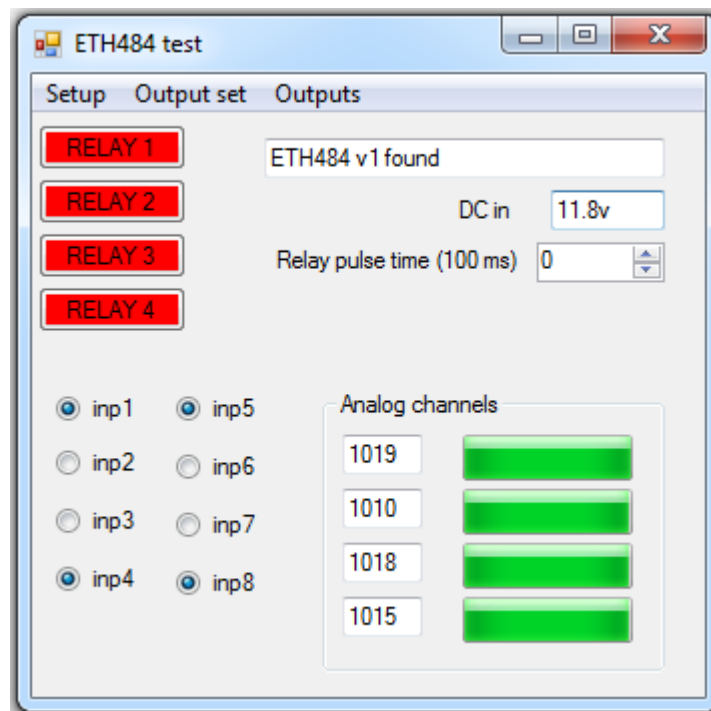 ETH484 test
Setup Output set Outputs
RELAY 1
ETH484 v1 found
RELAY 2
DC in 11.8v
RELAY 3
Relay pulse time (100 ms) 0
RELAY 4
inp1 inp5
inp2 inp6
inp3 inp7
inp4 inp8
Analog channels
1019
1010
1018
1015